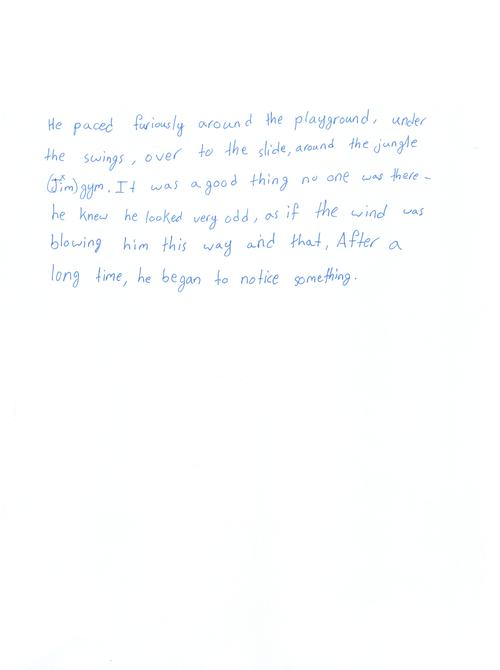 He paced furiously around the playground, under
the swings, over to the slide, around the jungle
(Jim) gym. It was a good thing no one was there -
he knew he looked very odd, as if the wind was
blowing him this way and that, After a
long time, he began to notice something.